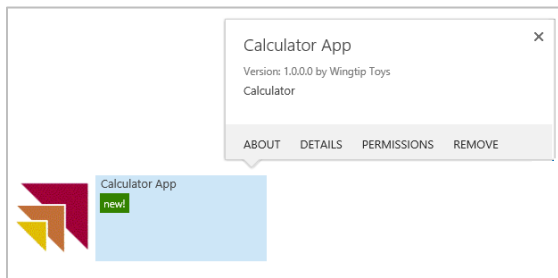 Calculator App
Version: 1.0.0.0 by Wingtip Toys
Calculator
ABOUT DETAILS PERMISSIONS REMOVE
Calculator App
new!